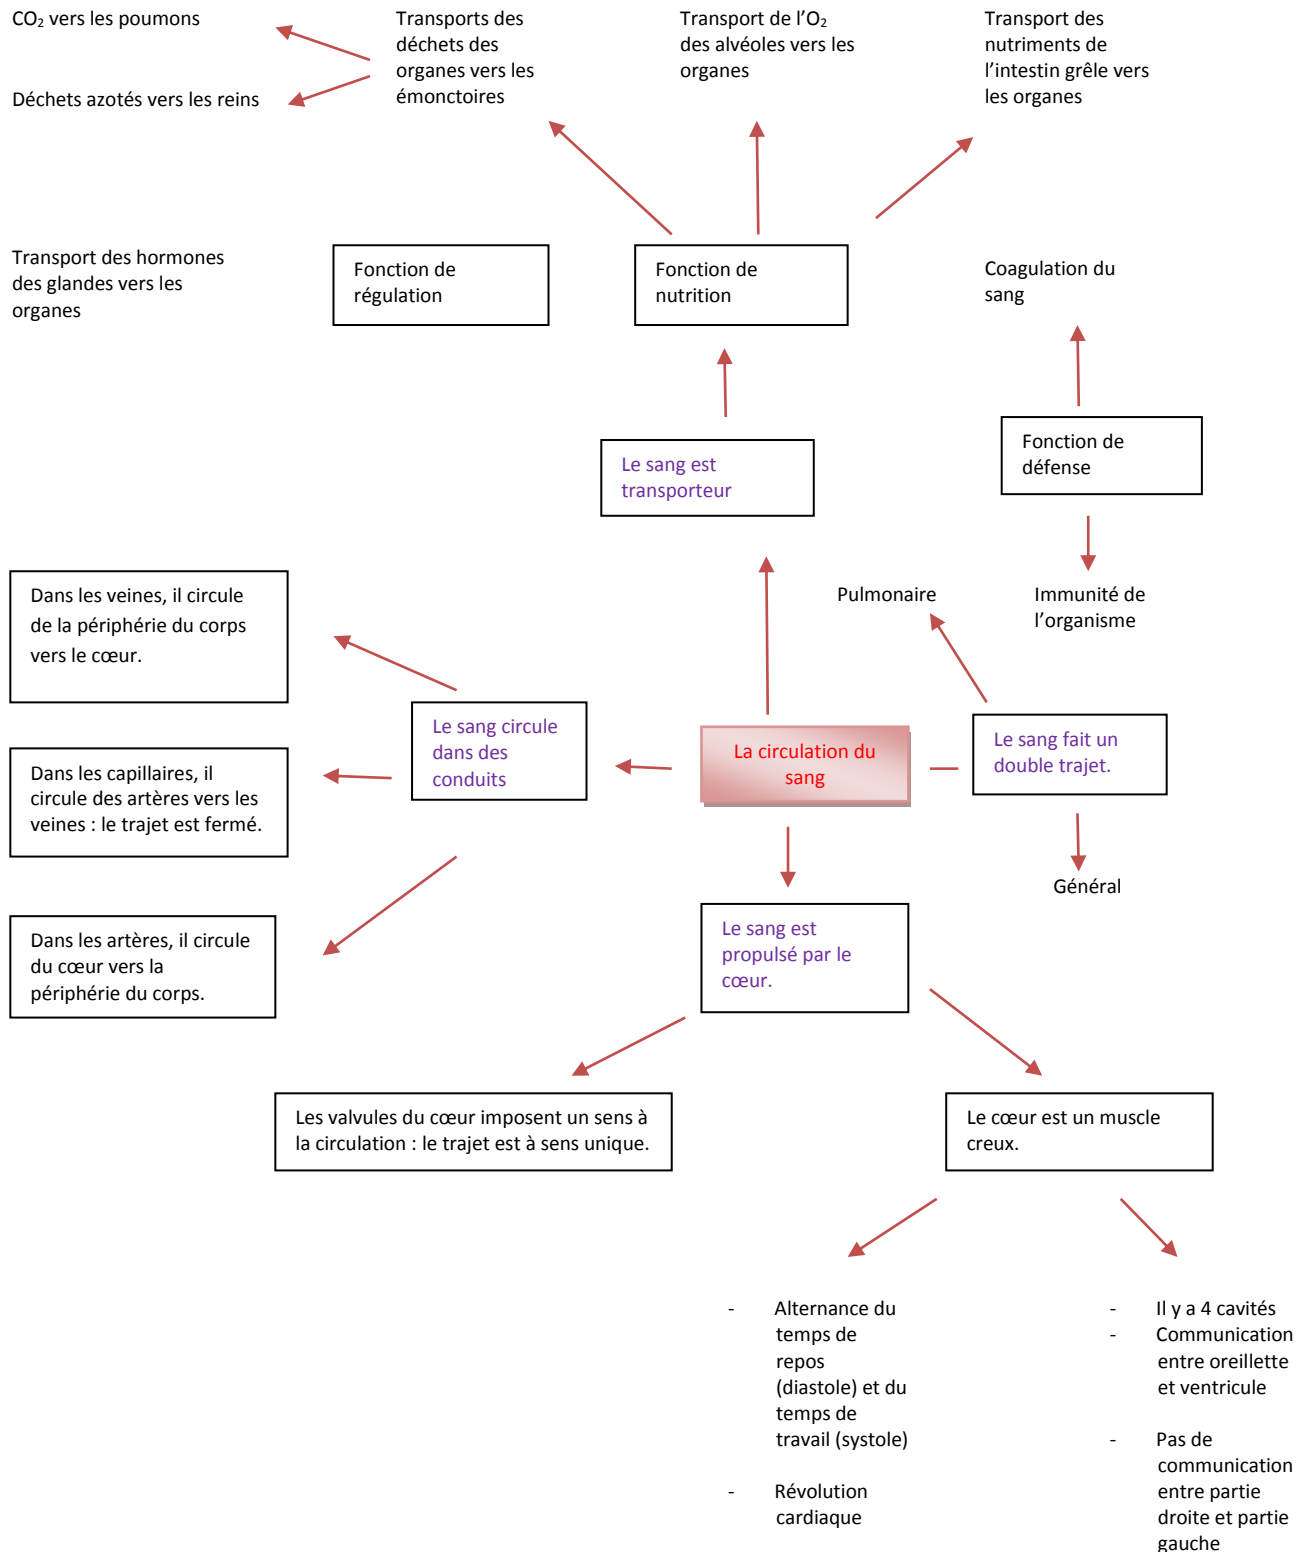 CO₂ vers les poumons
Déchets azotés vers les reins
Transports des
déchets des
organes vers les
émonctoires
Transport de l’O₂
des alvéoles vers les
organes
Transport des
nutriments de
l’intestin grêle vers
les organes
Transport des hormones
des glandes vers les
organes
Fonction de
régulation
Fonction de
nutrition
Coagulation du
sang
Le sang est
transporteur
Fonction de
défense
Pulmonaire
Immunité de
l’organisme
Dans les veines, il circule
de la périphérie du corps
vers le cœur.
Le sang circule
dans des
conduits
La circulation du
sang
Le sang fait un
double trajet.
Dans les capillaires, il
circule des artères vers les
veines : le trajet est fermé.
Général
Dans les artères, il circule
du cœur vers la
périphérie du corps.
Le sang est
propulsé par le
cœur.
Les valvules du cœur imposent un sens à
la circulation : le trajet est à sens unique.
Le cœur est un muscle
creux.
- Alternance du
temps de
repos
(diastole) et du
temps de
travail (systole)
- Révolution
cardiaque
- Il y a 4 cavités
- Communication
entre oreillette
et ventricule
- Pas de
communication
entre partie
droite et partie
gauche